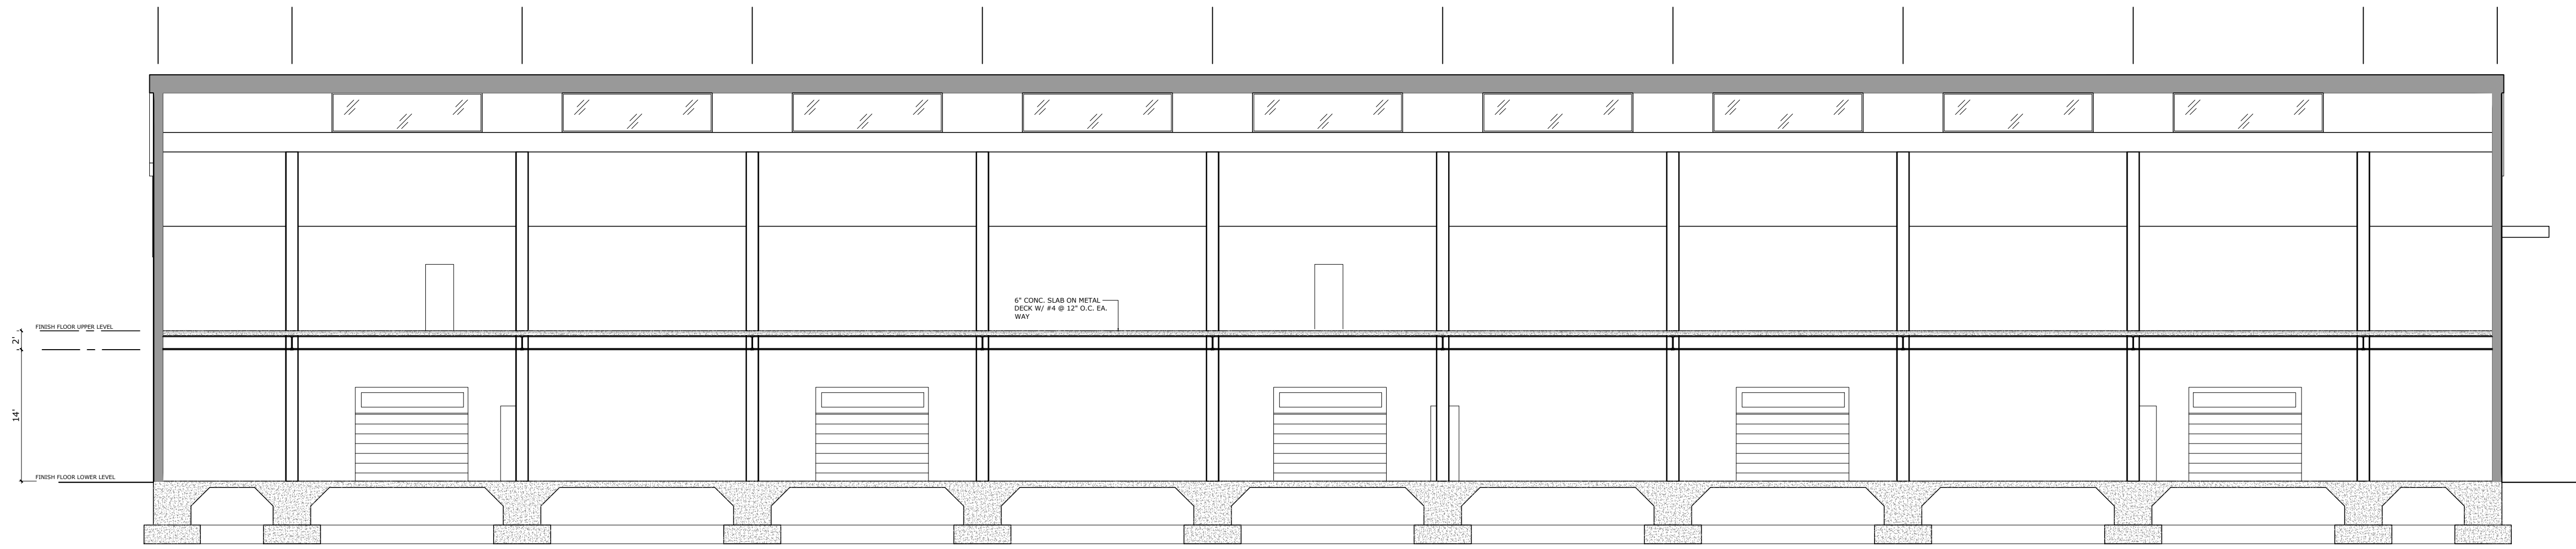 6" CONC. SLAB ON METAL
DECK W/ #4 @ 12" O.C. EA.
WAY
FINISH FLOOR UPPER LEVEL
2'
14'
FINISH FLOOR LOWER LEVEL